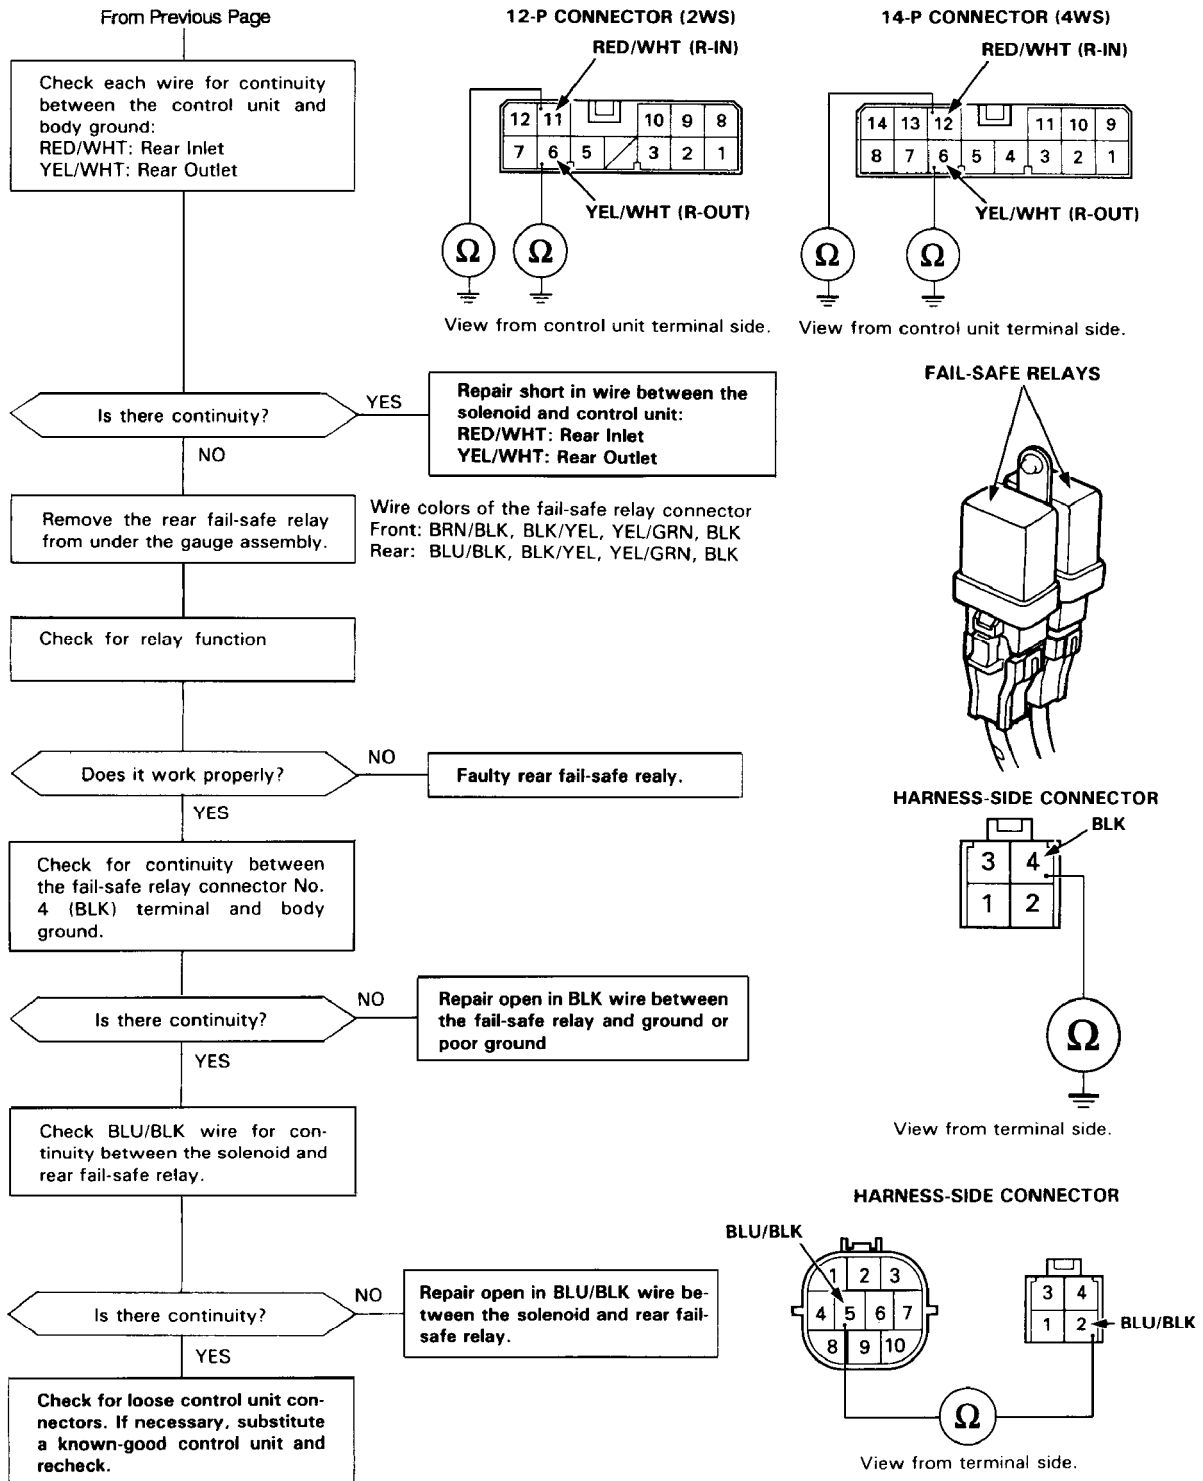 From Previous Page
12-P CONNECTOR (2WS)
14-P CONNECTOR (4WS)
RED/WHT (R-IN)
RED/WHT (R-IN)
Check each wire for continuity
between the control unit and
body ground:
RED/WHT: Rear Inlet
YEL/WHT: Rear Outlet
12 11 10 9 8
7 6 5 3 2 1
14 13 12 11 10 9
8 7 6 5 4 3 2 1
YEL/WHT (R-OUT)
YEL/WHT (R-OUT)
Ω Ω
Ω Ω
View from control unit terminal side.
View from control unit terminal side.
Is there continuity?
YES
NO
Repair short in wire between the
solenoid and control unit:
RED/WHT: Rear Inlet
YEL/WHT: Rear Outlet
FAIL-SAFE RELAYS
Remove the rear fail-safe relay
from under the gauge assembly.
Wire colors of the fail-safe relay connector
Front: BRN/BLK, BLK/YEL, YEL/GRN, BLK
Rear: BLU/BLK, BLK/YEL, YEL/GRN, BLK
Check for relay function
Does it work properly?
NO
YES
Faulty rear fail-safe realy.
HARNESS-SIDE CONNECTOR
BLK
3 4
1 2
Ω
View from terminal side.
Check for continuity between
the fail-safe relay connector No.
4 (BLK) terminal and body
ground.
Is there continuity?
NO
YES
Repair open in BLK wire between
the fail-safe relay and ground or
poor ground
Check BLU/BLK wire for con-
tinuity between the solenoid and
rear fail-safe relay.
HARNESS-SIDE CONNECTOR
BLU/BLK
1 2 3
4 5 6 7
8 9 10
3 4
1 2
BLU/BLK
Ω
View from terminal side.
Is there continuity?
NO
YES
Repair open in BLU/BLK wire be-
tween the solenoid and rear fail-
safe relay.
Check for loose control unit con-
nectors. If necessary, substitute
a known-good control unit and
recheck.